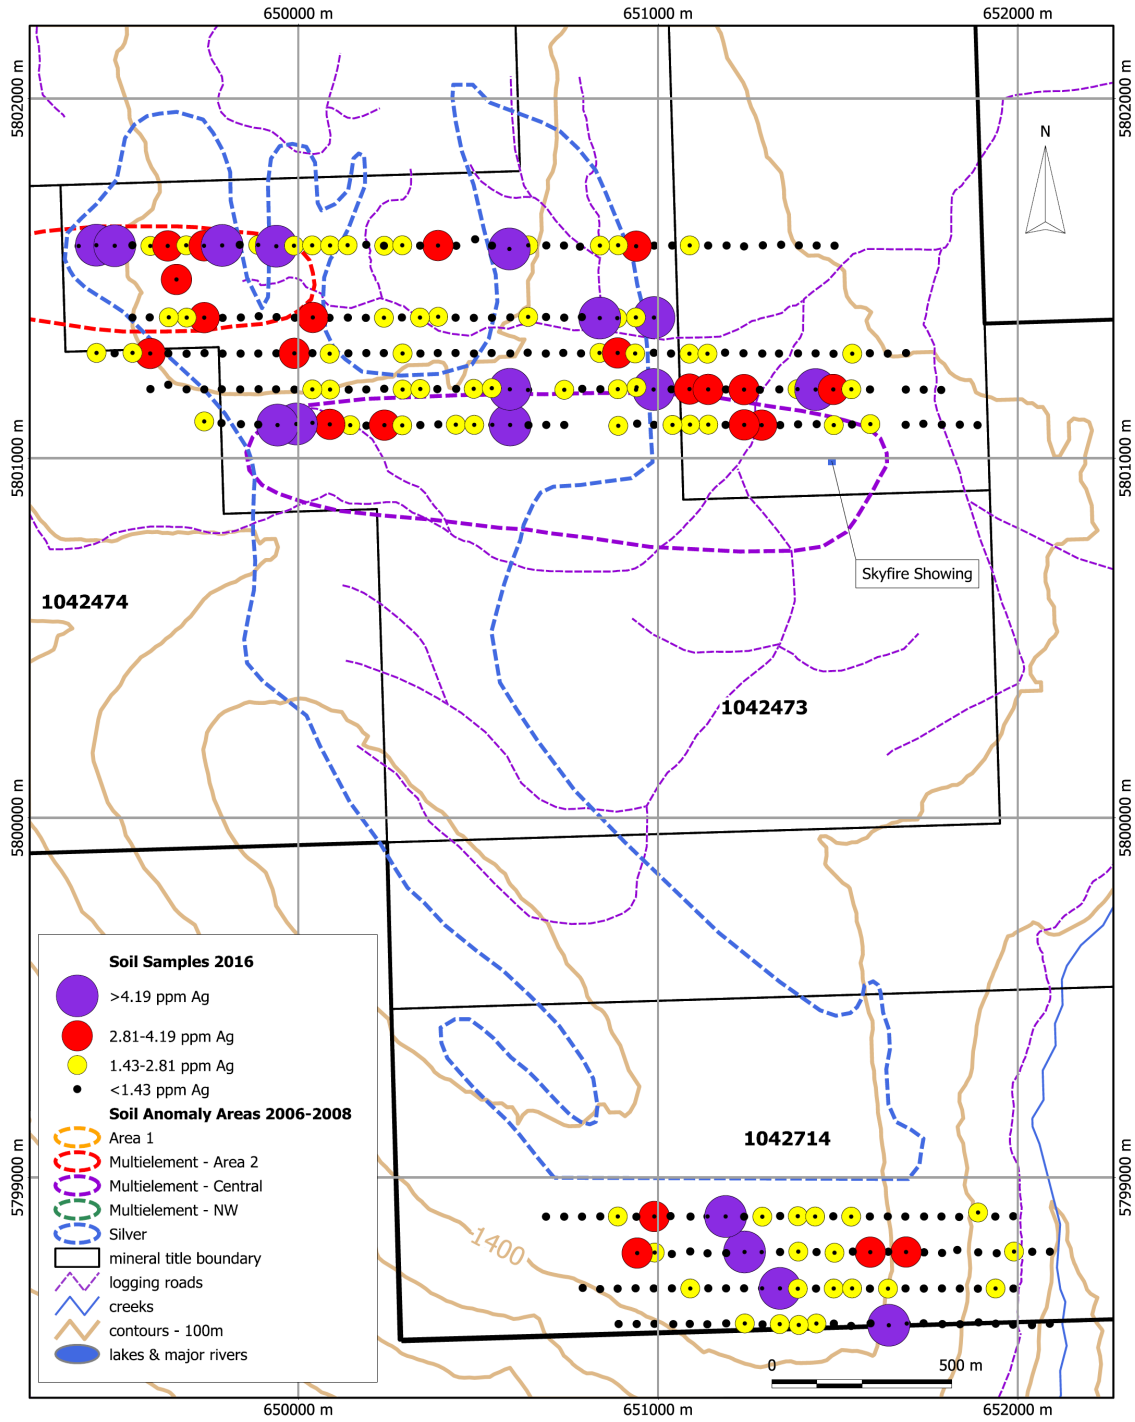 650000 m
651000 m
652000 m
5802000 m
5802000 m
N
5801000 m
5801000 m
Skyfire Showing
1042474
1042473
5800000 m
5800000 m
Soil Samples 2016
>4.19 ppm Ag
2.81-4.19 ppm Ag
1.43-2.81 ppm Ag
<1.43 ppm Ag
Soil Anomaly Areas 2006-2008
Area 1
Multielement - Area 2
Multielement - Central
Multielement - NW
Silver
mineral title boundary
logging roads
creeks
contours - 100m
lakes & major rivers
1042714
5799000 m
1400
0
500 m
650000 m
651000 m
652000 m